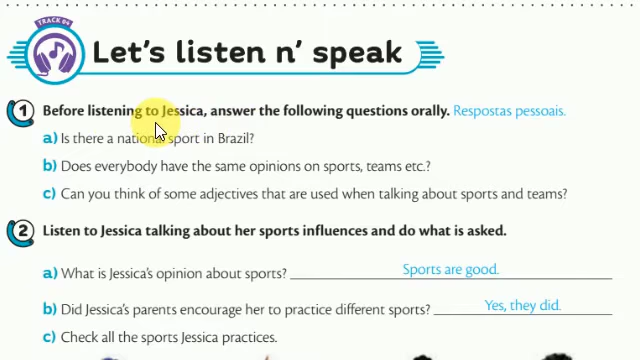 TRACK 04
Let's listen n' speak
1 Before listening to Jessica, answer the following questions orally. Respostas pessoais.
a) Is there a national sport in Brazil?
b) Does everybody have the same opinions on sports, teams etc.?
c) Can you think of some adjectives that are used when talking about sports and teams?
2 Listen to Jessica talking about her sports influences and do what is asked.
a) What is Jessica's opinion about sports? Sports are good.
b) Did Jessica's parents encourage her to practice different sports? Yes, they did.
c) Check all the sports Jessica practices.